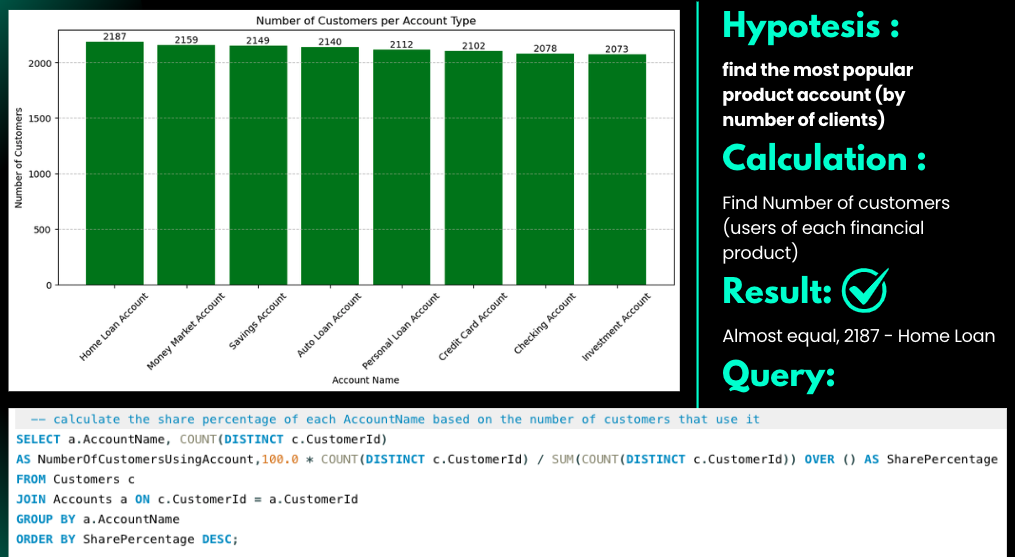 Number of Customers per Account Type
2187 2159 2149 2140 2112 2102 2078 2073
2000
1500
1000
500
0
Number of Customers
Home Loan Account
Money Market Account
Savings Account
Auto Loan Account
Personal Loan Account
Credit Card Account
Checking Account
Investment Account
Account Name
Hypotesis :
find the most popular
product account (by
number of clients)
Calculation :
Find Number of customers
(users of each financial
product)
Result:
Almost equal, 2187 - Home Loan
Query:
-- calculate the share percentage of each AccountName based on the number of customers that use it
SELECT a.AccountName, COUNT(DISTINCT c.CustomerId)
AS NumberOfCustomersUsingAccount,100.0 * COUNT(DISTINCT c.CustomerId) / SUM(COUNT(DISTINCT c.CustomerId)) OVER () AS SharePercentage
FROM Customers c
JOIN Accounts a ON c.CustomerId = a.CustomerId
GROUP BY a.AccountName
ORDER BY SharePercentage DESC;